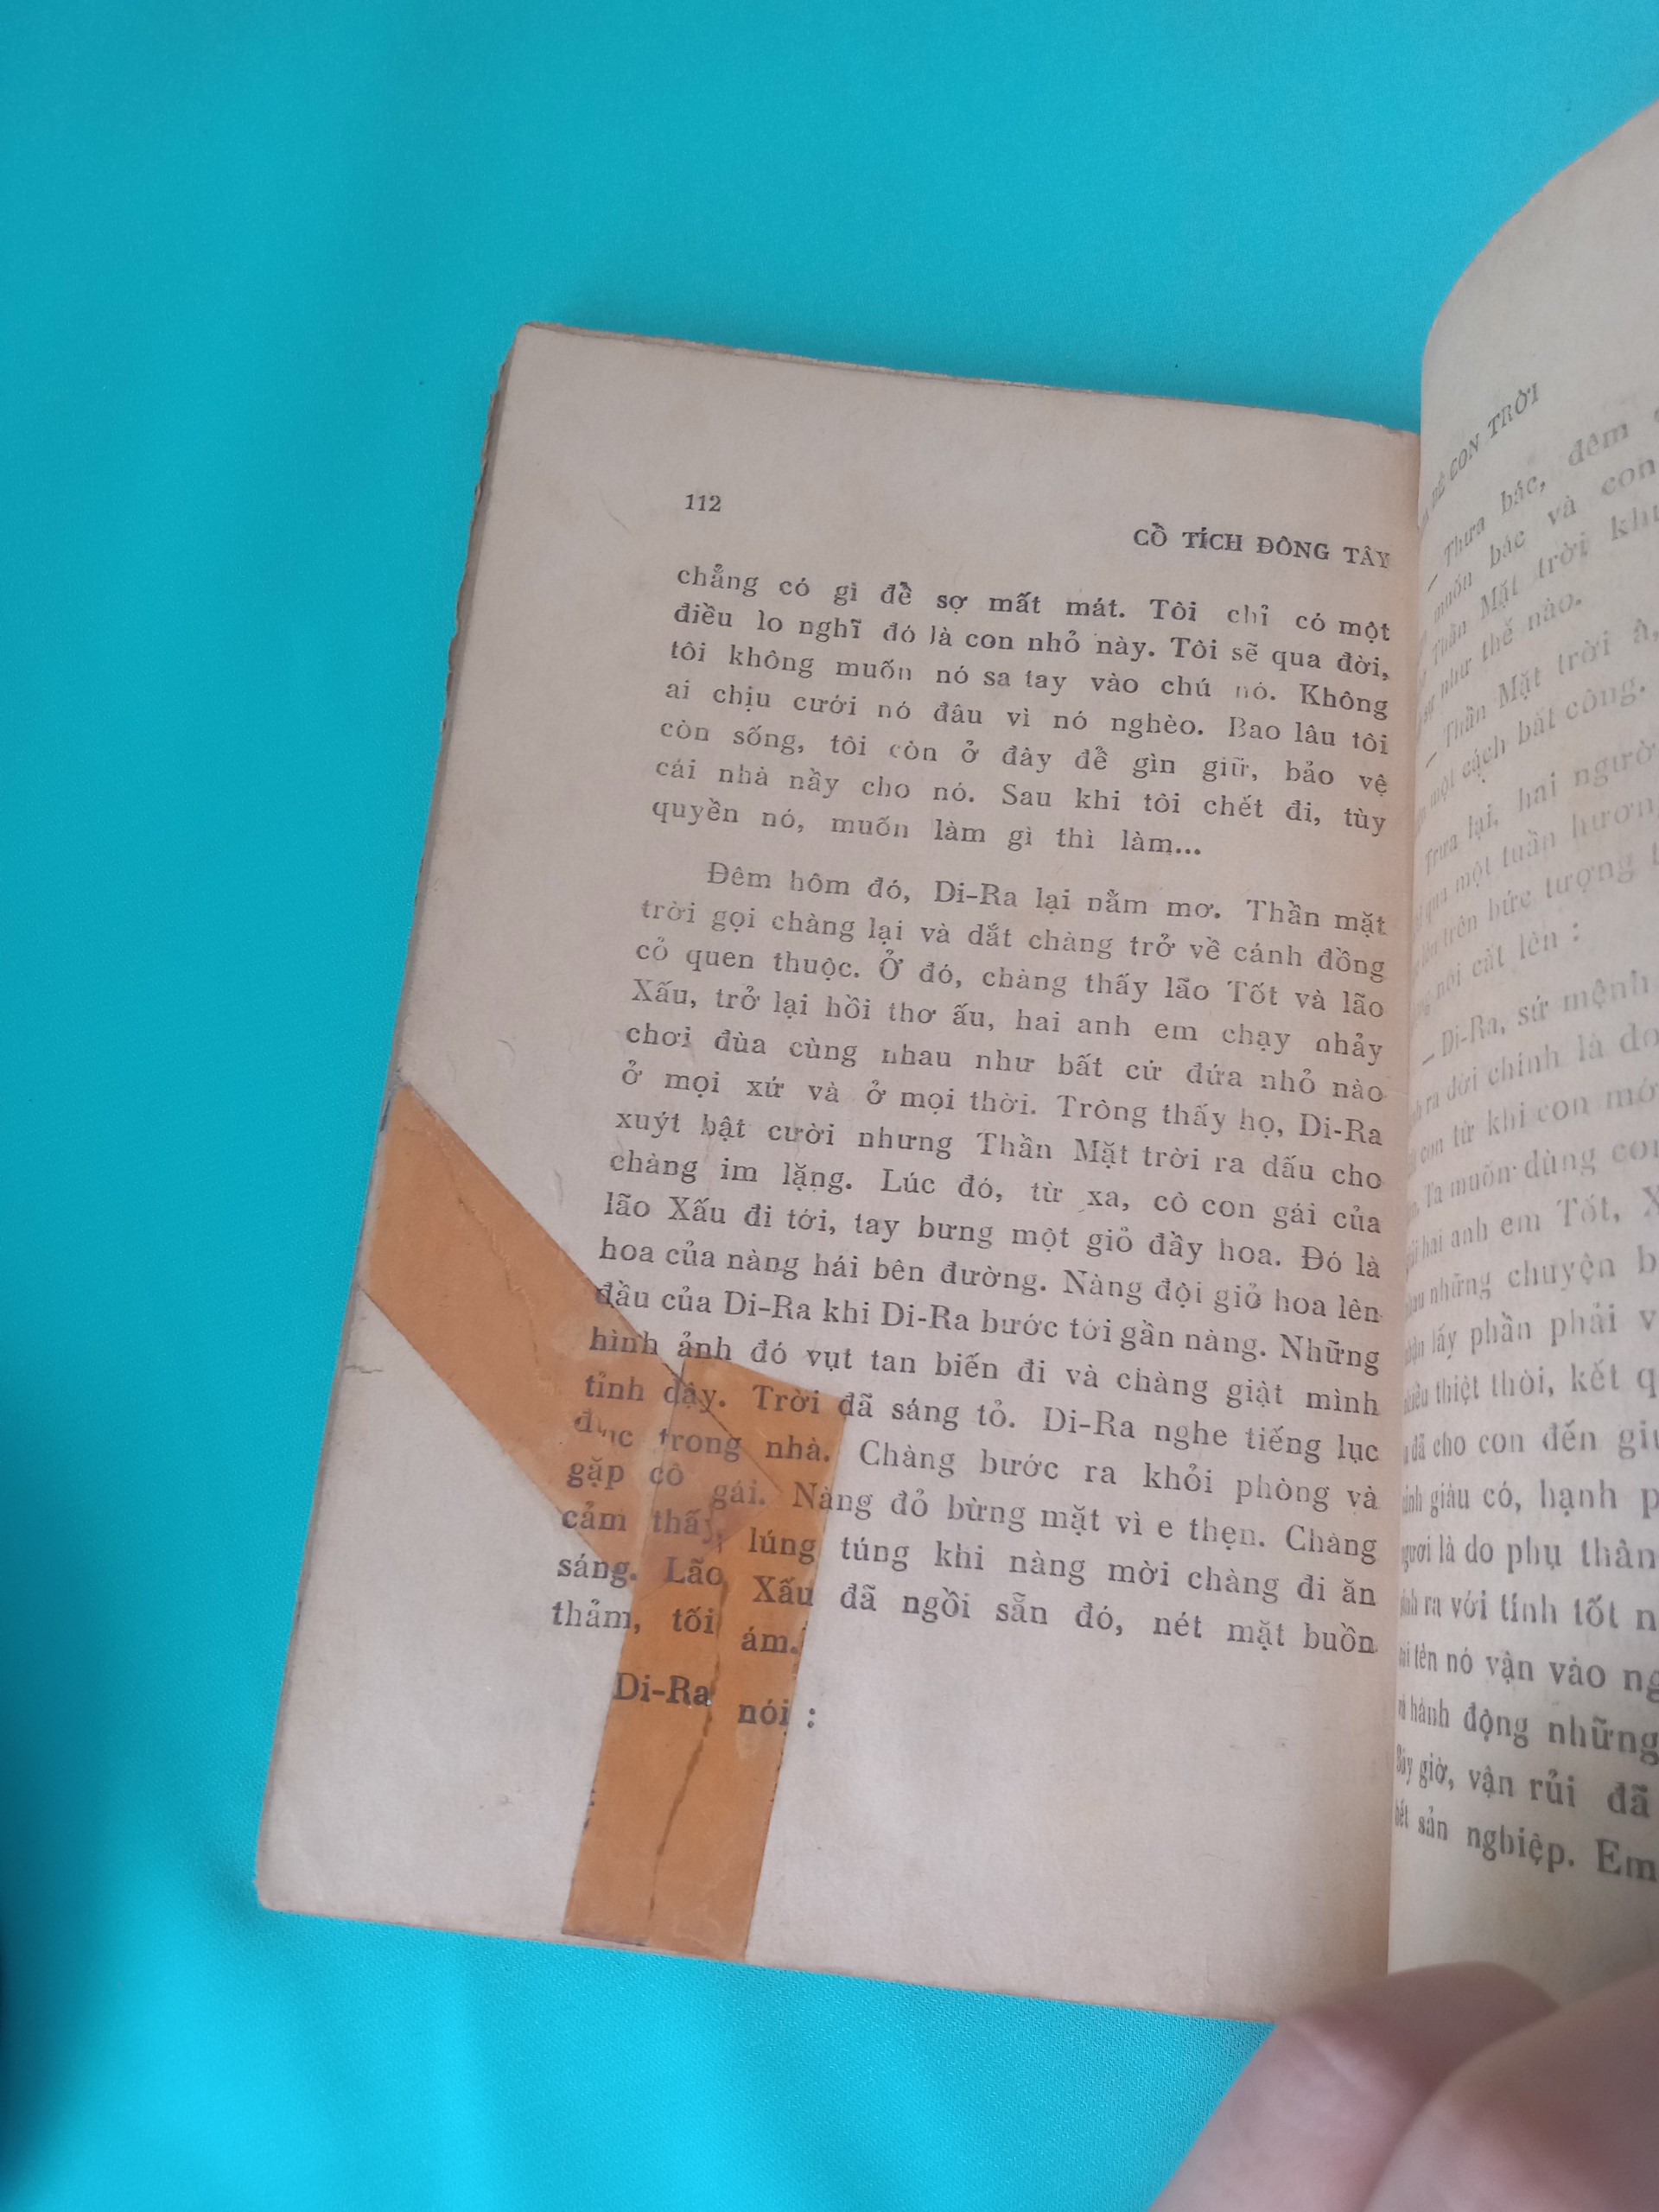 112
CỔ TÍCH ĐÔNG TÂY
chẳng có gì để sợ mất mát. Tôi chỉ có một
điều lo nghĩ đó là con nhỏ này. Tôi sẽ qua đời,
tôi không muốn nó sa tay vào chú nó. Không
ai chịu cưới nó đâu vì nó nghèo. Bao lâu tôi
còn sống, tôi còn ở đây để gìn giữ, bảo vệ
cái nhà nầy cho nó. Sau khi tôi chết đi, tùy
quyền nó, muốn làm gì thì làm...
Đêm hôm đó, Di-Ra lại nằm mơ. Thần mặt
trời gọi chàng lại và dắt chàng trở về cánh đồng
cỏ quen thuộc. Ở đó, chàng thấy lão Tốt và lão
Xấu, trở lại hồi thơ ấu, hai anh em chạy nhảy
chơi đùa cùng nhau như bất cứ đứa nhỏ nào
ở mọi xứ và ở mọi thời. Trông thấy họ, Di-Ra
xuýt bật cười nhưng Thần Mặt trời ra dấu cho
chàng im lặng. Lúc đó, từ xa, cô con gái của
lão Xấu đi tới, tay bưng một giỏ đầy hoa. Đó là
hoa của nàng hái bên đường. Nàng đội giỏ hoa lên
đầu của Di-Ra khi Di-Ra bước tới gần nàng. Những
hình ảnh đó vụt tan biến đi và chàng giật mình
tỉnh dậy. Trời đã sáng tỏ. Di-Ra nghe tiếng lục
đục trong nhà. Chàng bước ra khỏi phòng và
gặp cô gái. Nàng đỏ bừng mặt vì e thẹn. Chàng
cảm thấy lúng túng khi nàng mời chàng đi ăn
sáng. Lão Xấu đã ngồi sẵn đó, nét mặt buồn
thảm, tối ám.
Di-Ra nói :
CON TRỜI
— Thưa bác, đêm
muốn bác và con
Thần Mặt trời
như thế nào.
— Thần Mặt trời à,
một cách bất công.
Trưa lại, hai người
qua một tuần hương
trên bức tượng
nói cất lên :
— Di-Ra, sứ mệnh
ra đời chính là do
con từ khi con mới
Ta muốn dùng con
hai anh em Tốt, X
những chuyện b
lấy phần phải v
thiệt thòi, kết q
đã cho con đến giú
giàu có, hạnh p
người là do phụ thân
ra với tính tốt n
tên nó vận vào ng
hành động những
Bây giờ, vận rủi đã
hết sản nghiệp. Em